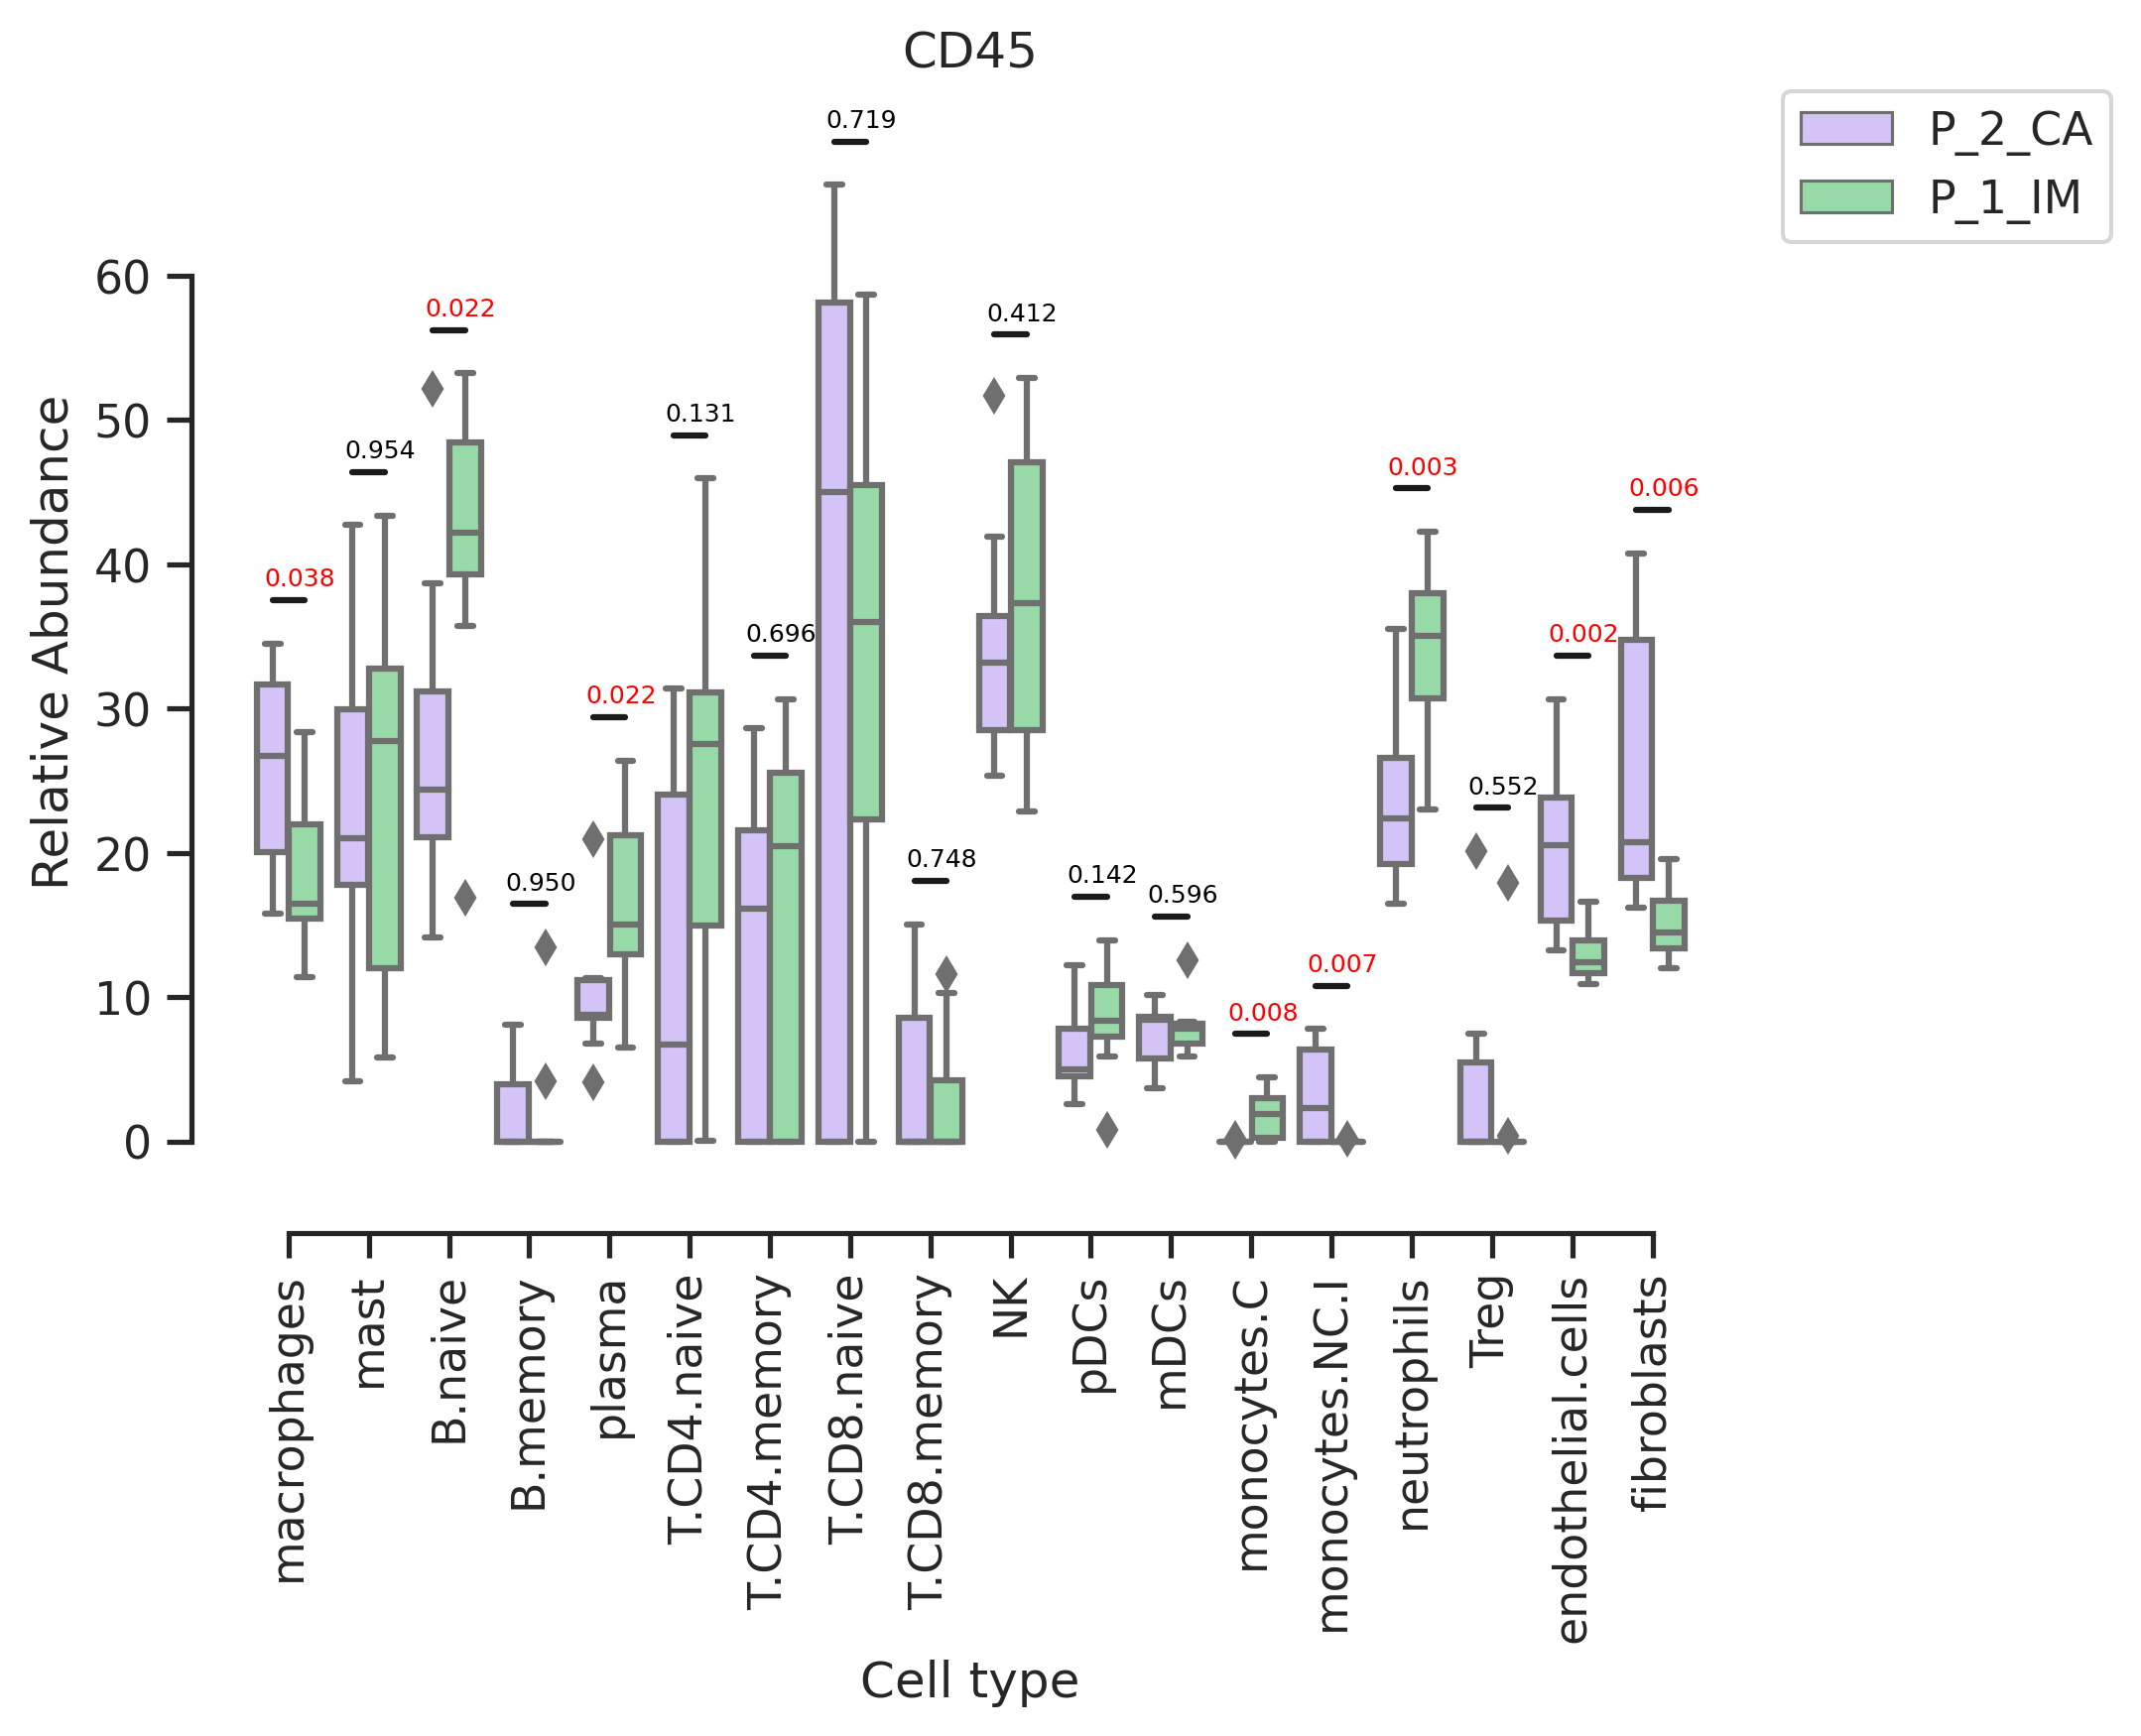 CD45
P_2_CA
P_1_IM
Relative Abundance
60
50
40
30
20
10
0
0.038
0.954
0.022
0.950
0.022
0.131
0.696
0.719
0.748
0.412
0.142
0.596
0.008
0.007
0.003
0.552
0.002
0.006
macrophages
mast
B.naive
B.memory
plasma
T.CD4.naive
T.CD4.memory
T.CD8.naive
T.CD8.memory
NK
pDCs
mDCs
monocytes.C
monocytes.NC.I
neutrophils
Treg
endothelial.cells
fibroblasts
Cell type